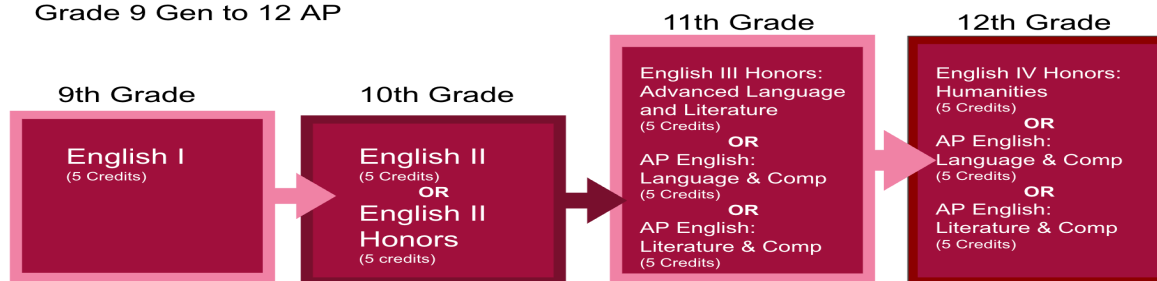 Grade 9 Gen to 12 AP
9th Grade
English I
(5 Credits)
10th Grade
English II
(5 Credits)
OR
English II
Honors
(5 credits)
11th Grade
English III Honors:
Advanced Language
and Literature
(5 Credits)
OR
AP English:
Language & Comp
(5 Credits)
OR
AP English:
Literature & Comp
(5 Credits)
12th Grade
English IV Honors:
Humanities
(5 Credits)
OR
AP English:
Language & Comp
(5 Credits)
OR
AP English:
Literature & Comp
(5 Credits)